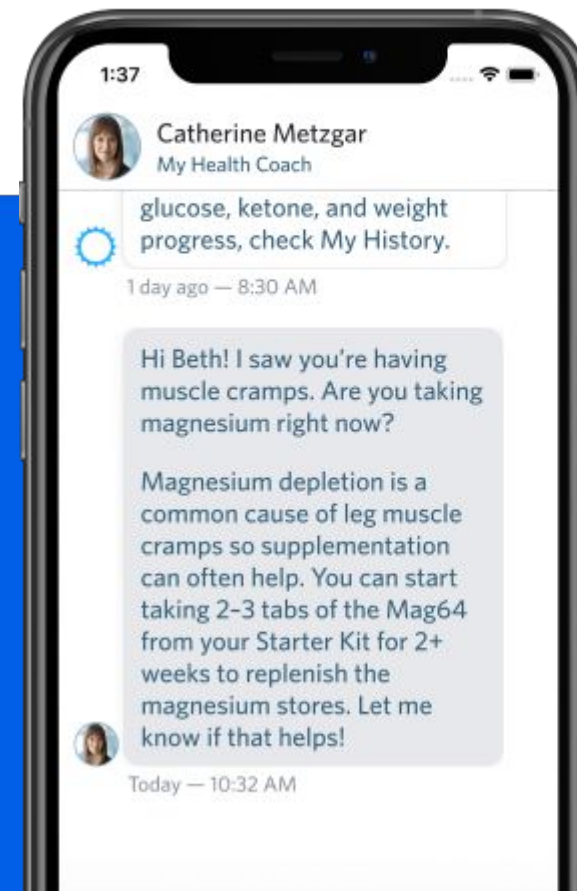 1:37
Catherine Metzgar
My Health Coach
glucose, ketone, and weight
progress, check My History.
1 day ago — 8:30 AM
Hi Beth! I saw you’re having
muscle cramps. Are you taking
magnesium right now?
Magnesium depletion is a
common cause of leg muscle
cramps so supplementation
can often help. You can start
taking 2–3 tabs of the Mag64
from your Starter Kit for 2+
weeks to replenish the
magnesium stores. Let me
know if that helps!
Today — 10:32 AM